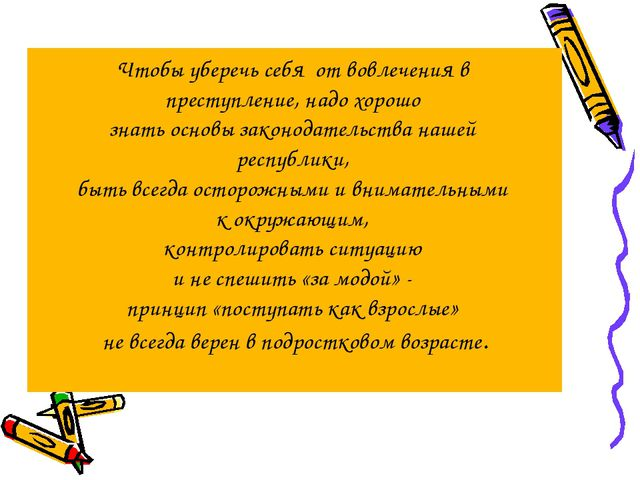 Чтобы уберечь себя от вовлечения в
преступление, надо хорошо
знать основы законодательства нашей
республики,
быть всегда осторожными и внимательными
к окружающим,
контролировать ситуацию
и не спешить «за модой» -
принцип «поступать как взрослые»
не всегда верен в подростковом возрасте.